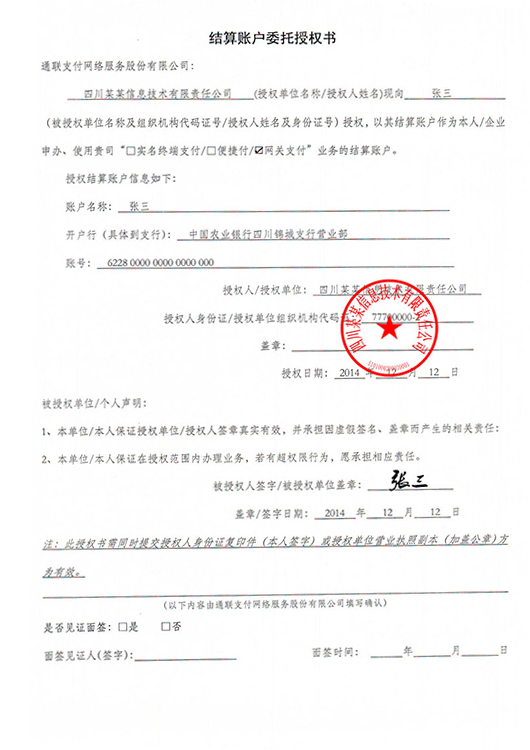 结算账户委托授权书
通联支付网络服务股份有限公司：
四川某某信息技术有限责任公司 (授权单位名称/授权人姓名)现向 张三
(被授权单位名称及组织机构代码证号/授权人姓名及身份证号) 授权，以其结算账户作为本人/企业
申办、使用贵司“□实名终端支付/□便捷付/☑网关支付”业务的结算账户。
授权结算账户信息如下：
账户名称： 张三
开户行 (具体到支行)： 中国农业银行四川锦城支行营业部
账号： 6228 0000 0000 0000 000
授权人/授权单位： 四川某某信息技术有限责任公司
授权人身份证/授权单位组织机构代码证： 77700000-2
盖章：
四川某某信息技术有限责任公司
授权日期： 2014 年 12 月 12 日
被授权单位/个人声明：
1、本单位/本人保证授权单位/授权人签章真实有效，并承担因虚假签名、盖章而产生的相关责任；
2、本单位/本人保证在授权范围内办理业务，若有超权限行为，愿承担相应责任。
被授权人签字/被授权单位盖章： 张三
盖章/签字日期： 2014 年 12 月 12 日
注：此授权书需同时提交授权人身份证复印件（本人签字）或授权单位营业执照副本（加盖公章）方
为有效。
(以下内容由通联支付网络服务股份有限公司填写确认)
是否见证面签：□是 □否
面签见证人(签字)： 面签时间： 年 月 日